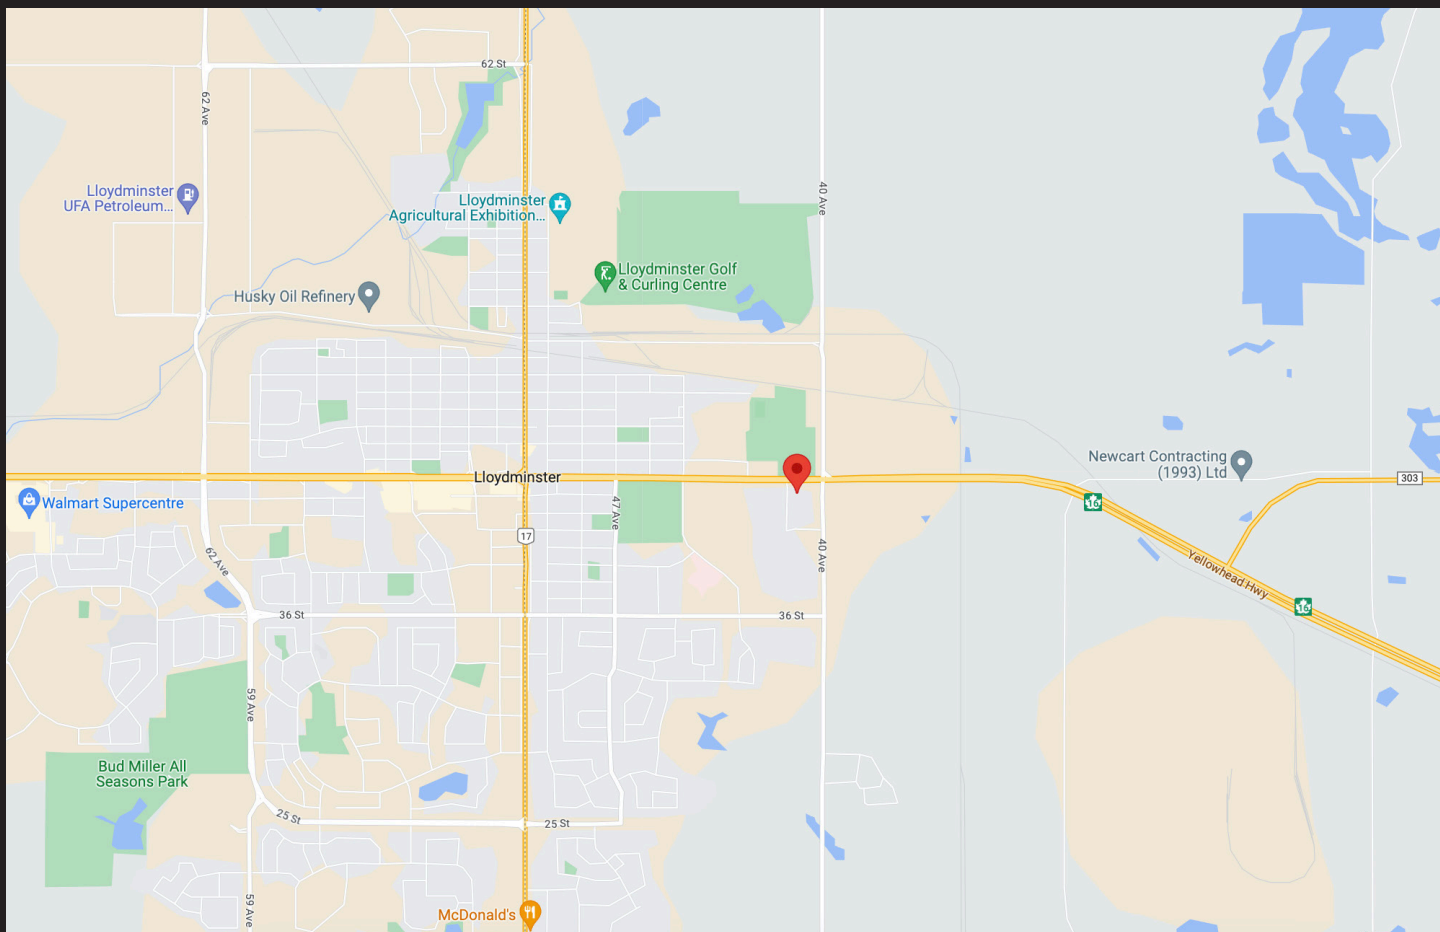 62 St
62 Ave
Lloydminster
UFA Petroleum...
Lloydminster
Agricultural Exhibition...
40 Ave
Lloydminster Golf
& Curling Centre
Husky Oil Refinery
Newcart Contracting
(1993) Ltd
Lloydminster
303
Walmart Supercentre
47 Ave
16
17
62 Ave
40 Ave
Yellowhead Hwy
16
36 St
36 St
59 Ave
Bud Miller All
Seasons Park
25 St
25 St
59 Ave
McDonald's